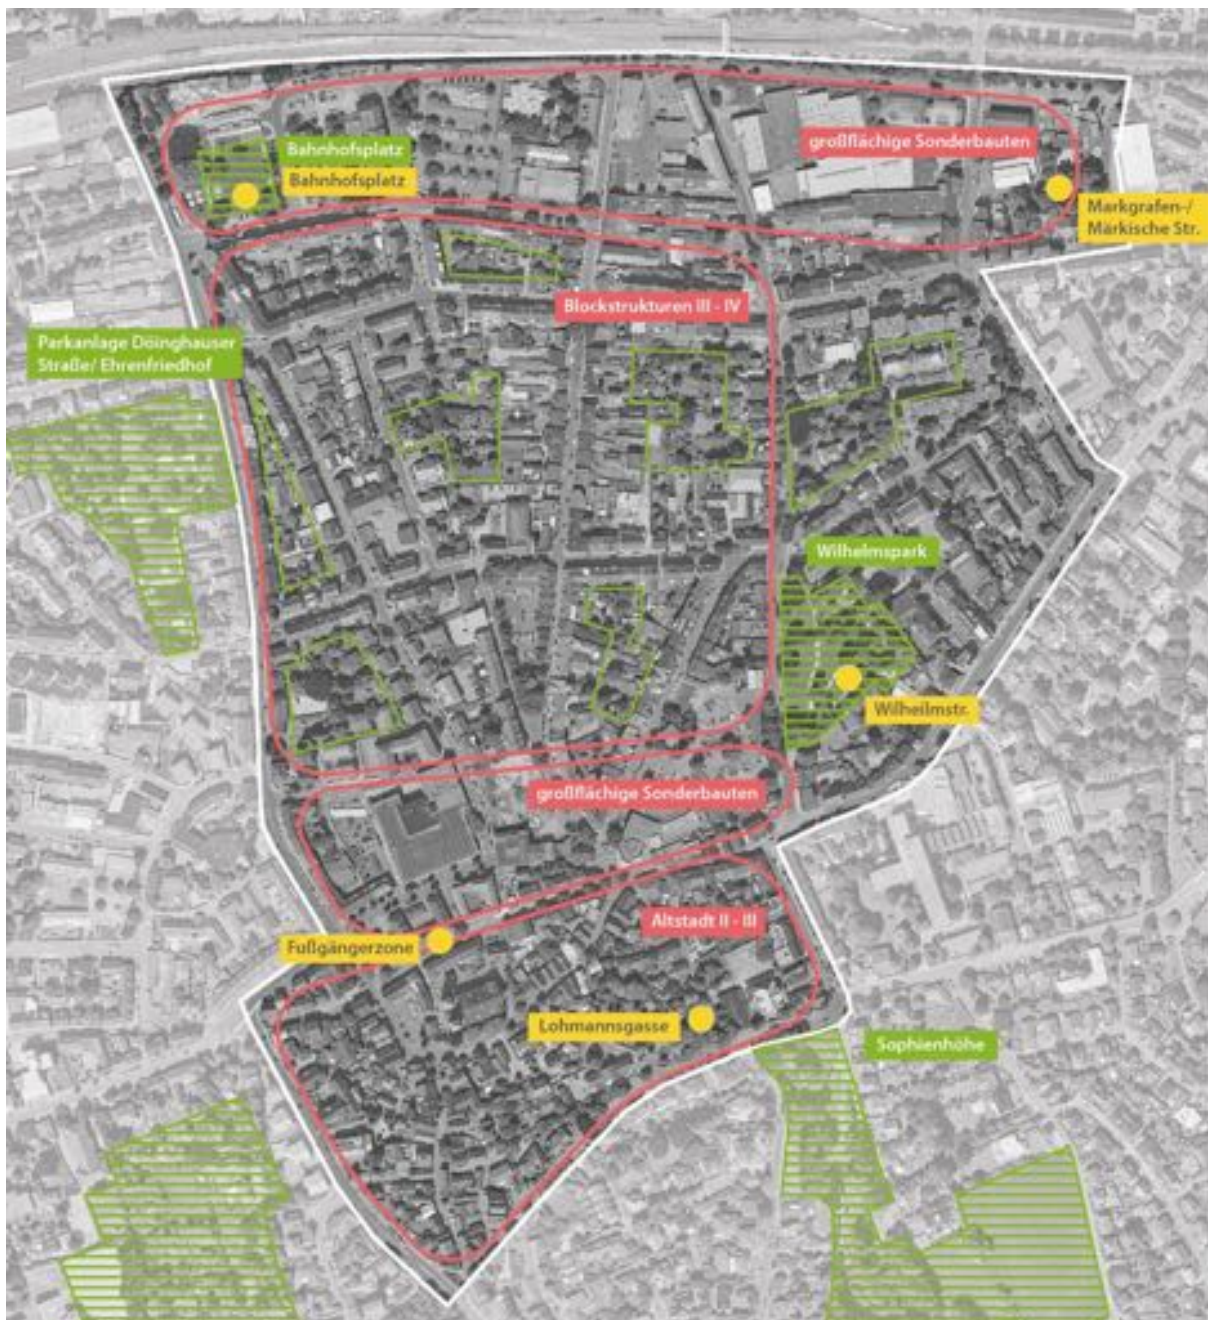 Bahnhofsplatz
Bahnhofsplatz
großflächige Sonderbauten
Markgrafen-/
Märkische Str.
Blockstrukturen III - IV
Parkanlage Döinghauser
Straße/ Ehrenfriedhof
Wilhelmspark
Wilheilmstr.
großflächige Sonderbauten
Altstadt II - III
Fußgängerzone
Lohmannsgasse
Sophienhöhe